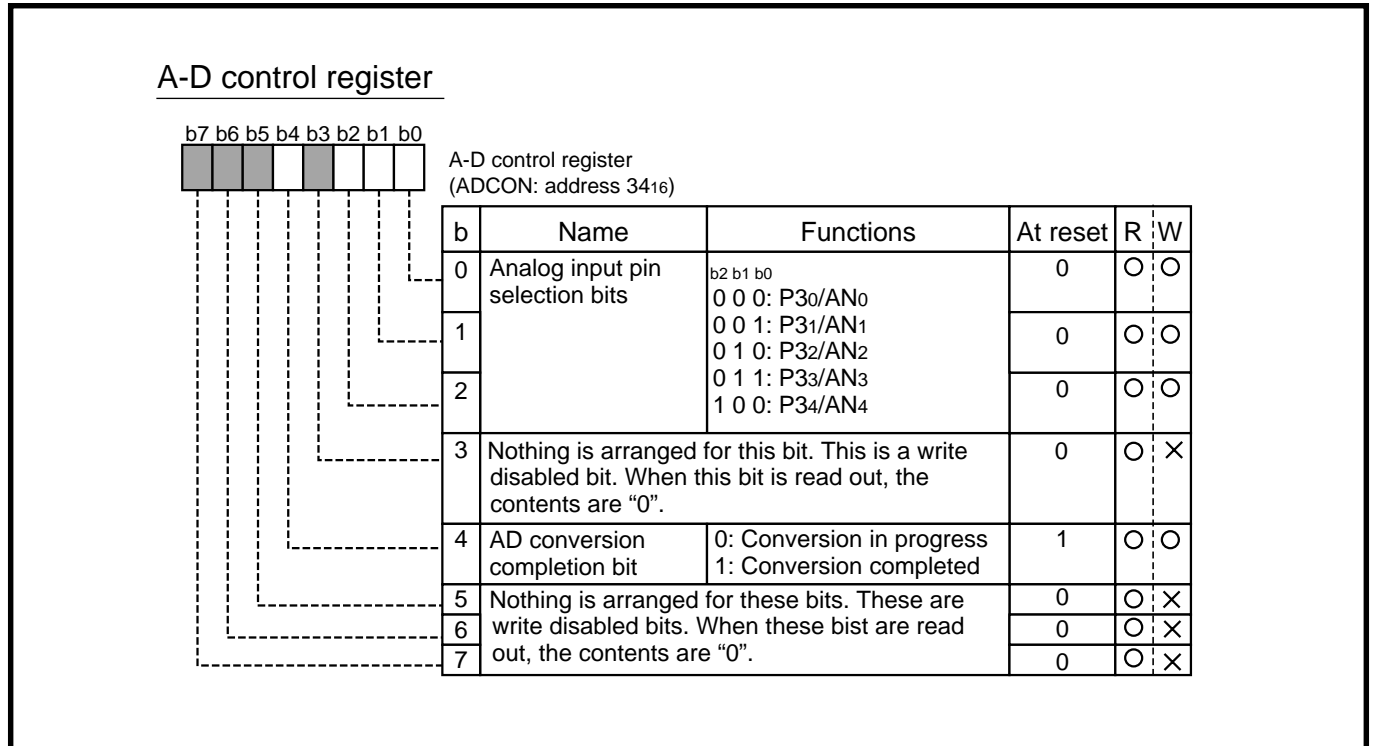 A-D control register
b7 b6 b5 b4 b3 b2 b1 b0
A-D control register
(ADCON: address 3416)
b Name Functions At reset R W
0 Analog input pin selection bits b2 b1 b0 0 ○ ○
0 0 0: P30/AN0
0 0 1: P31/AN1
1 0 ○ ○
0 1 0: P32/AN2
0 1 1: P33/AN3
2 0 ○ ○
1 0 0: P34/AN4
3 Nothing is arranged for this bit. This is a write 0 ○ ×
disabled bit. When this bit is read out, the
contents are “0”.
4 AD conversion 0: Conversion in progress 1 ○ ○
completion bit 1: Conversion completed
5 Nothing is arranged for these bits. These are 0 ○ ×
6 write disabled bits. When these bist are read 0 ○ ×
7 out, the contents are “0”. 0 ○ ×